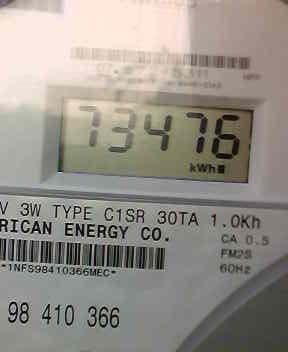 73476
kWh
V 3W TYPE C1SR 30TA 1.0Kh
RICAN ENERGY CO.
CA 0.5
FM2S
60Hz
*1NFS98410366MEC*
98 410 366